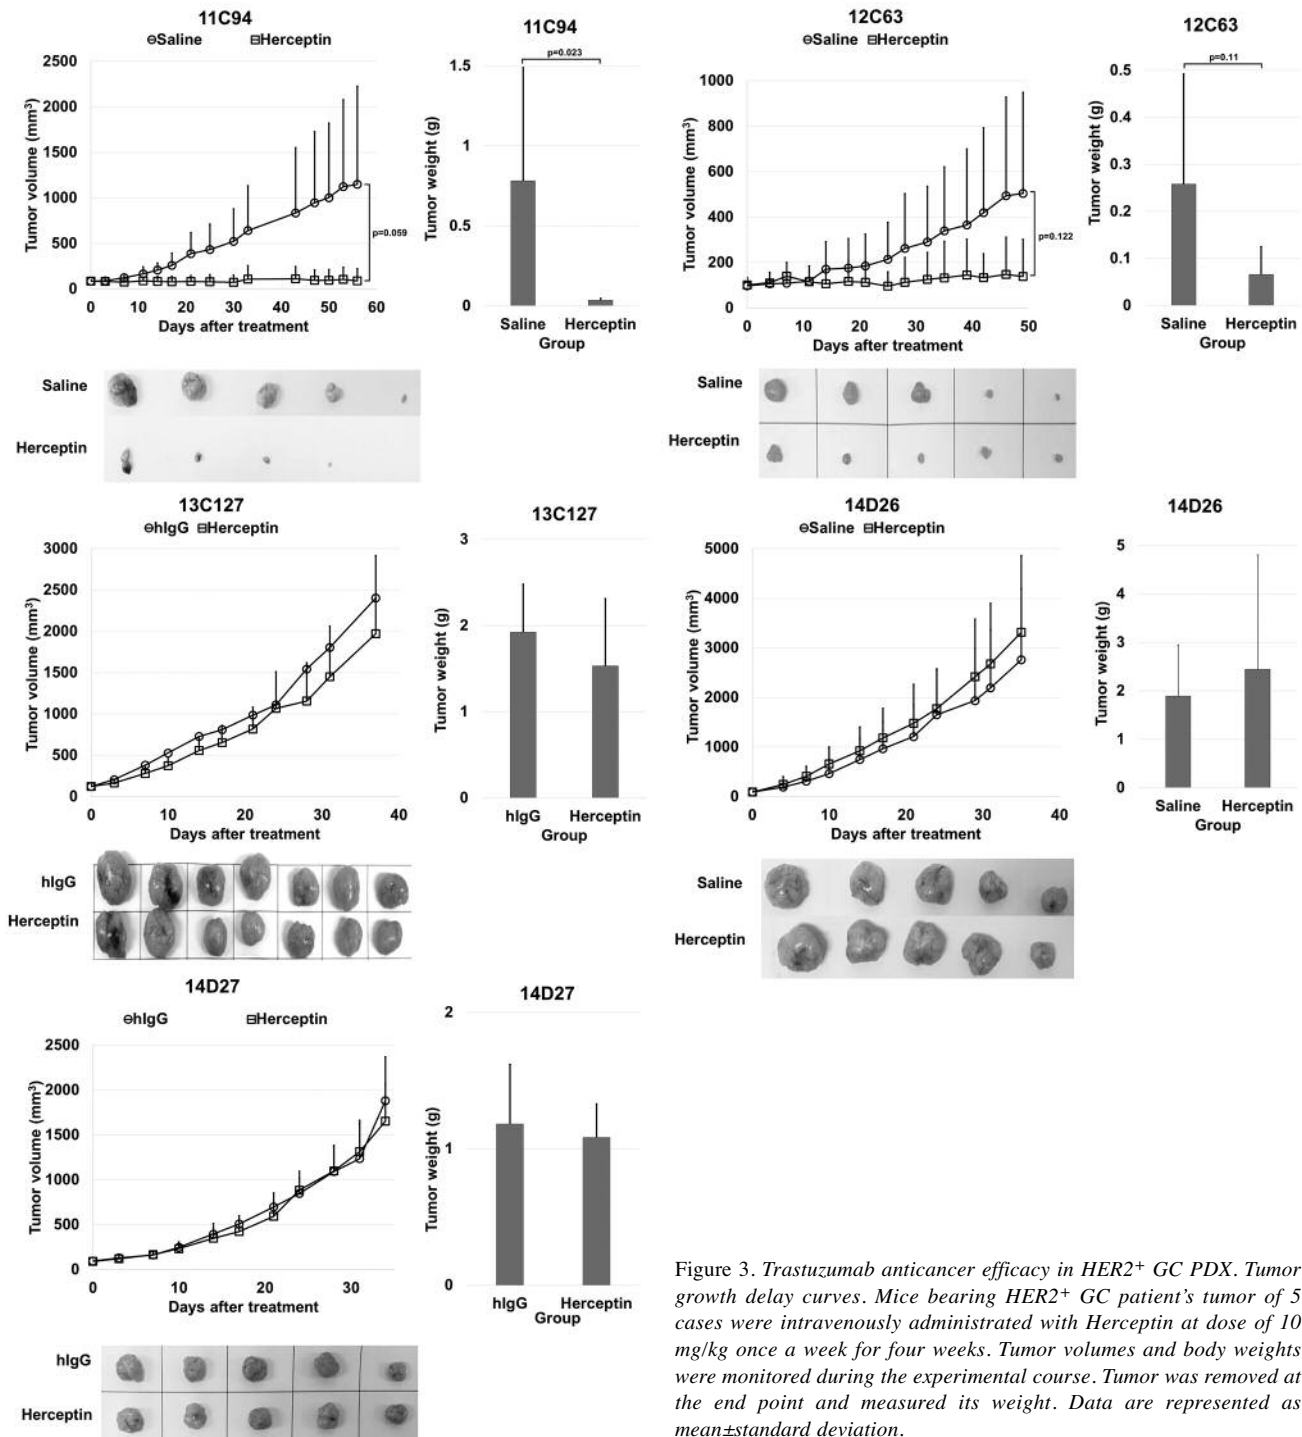 11C94
Saline Herceptin
Tumor volume (mm³)
2500
2000
1500
1000
500
0
p=0.059
0 10 20 30 40 50 60
Days after treatment
11C94
p=0.023
Tumor weight (g)
1.5
1
0.5
0
Saline Herceptin
Group
Saline
Herceptin
12C63
Saline Herceptin
Tumor volume (mm³)
1000
800
600
400
200
0
p=0.122
0 10 20 30 40 50
Days after treatment
12C63
p=0.11
Tumor weight (g)
0.5
0.4
0.3
0.2
0.1
0
Saline Herceptin
Group
Saline
Herceptin
13C127
hIgG Herceptin
Tumor volume (mm³)
3000
2500
2000
1500
1000
500
0
0 10 20 30 40
Days after treatment
13C127
Tumor weight (g)
3
2
1
0
hIgG Herceptin
Group
hIgG
Herceptin
14D26
Saline Herceptin
Tumor volume (mm³)
5000
4000
3000
2000
1000
0
0 10 20 30 40
Days after treatment
14D26
Tumor weight (g)
5
4
3
2
1
0
Saline Herceptin
Group
Saline
Herceptin
14D27
hIgG Herceptin
Tumor volume (mm³)
2500
2000
1500
1000
500
0
0 10 20 30
Days after treatment
14D27
Tumor weight (g)
2
1
0
hIgG Herceptin
Group
hIgG
Herceptin
Figure 3. Trastuzumab anticancer efficacy in HER2⁺ GC PDX. Tumor
growth delay curves. Mice bearing HER2⁺ GC patient's tumor of 5
cases were intravenously administrated with Herceptin at dose of 10
mg/kg once a week for four weeks. Tumor volumes and body weights
were monitored during the experimental course. Tumor was removed at
the end point and measured its weight. Data are represented as
mean±standard deviation.